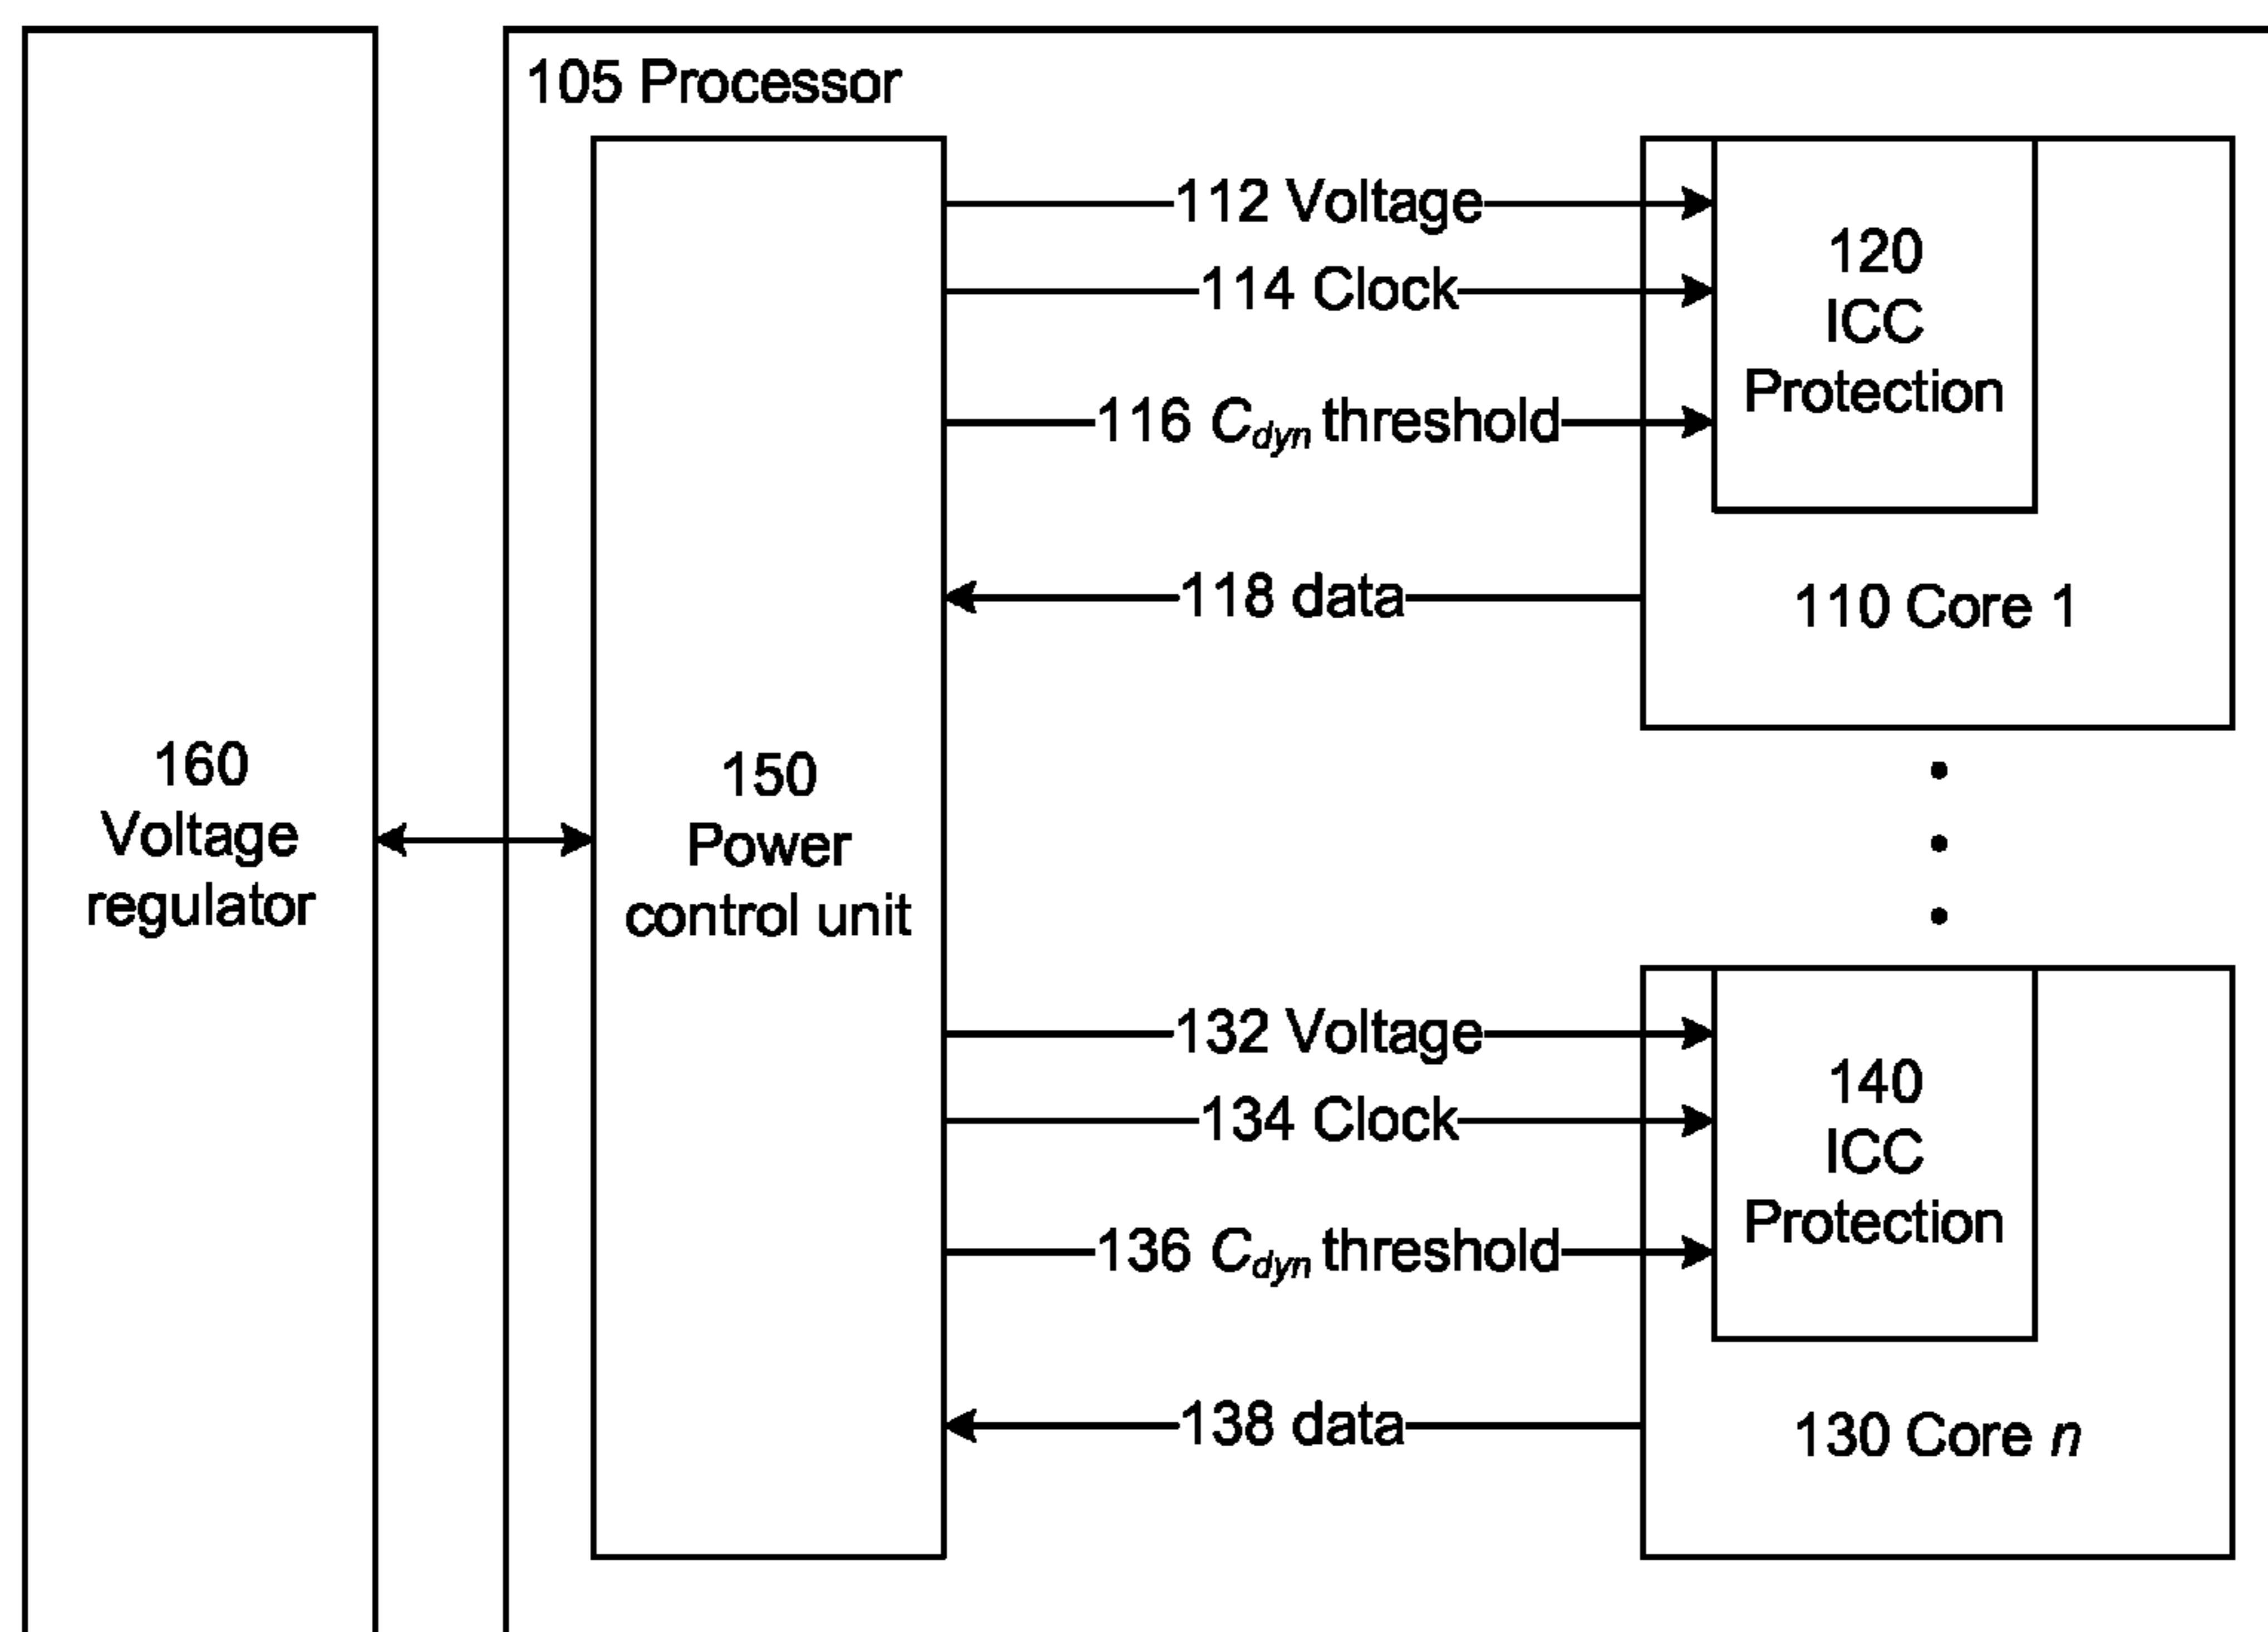 105 Processor
112 Voltage
114 Clock
116 Cdyn threshold
118 data
120
ICC
Protection
110 Core 1
160
Voltage
regulator
150
Power
control unit
132 Voltage
134 Clock
136 Cdyn threshold
138 data
140
ICC
Protection
130 Core n